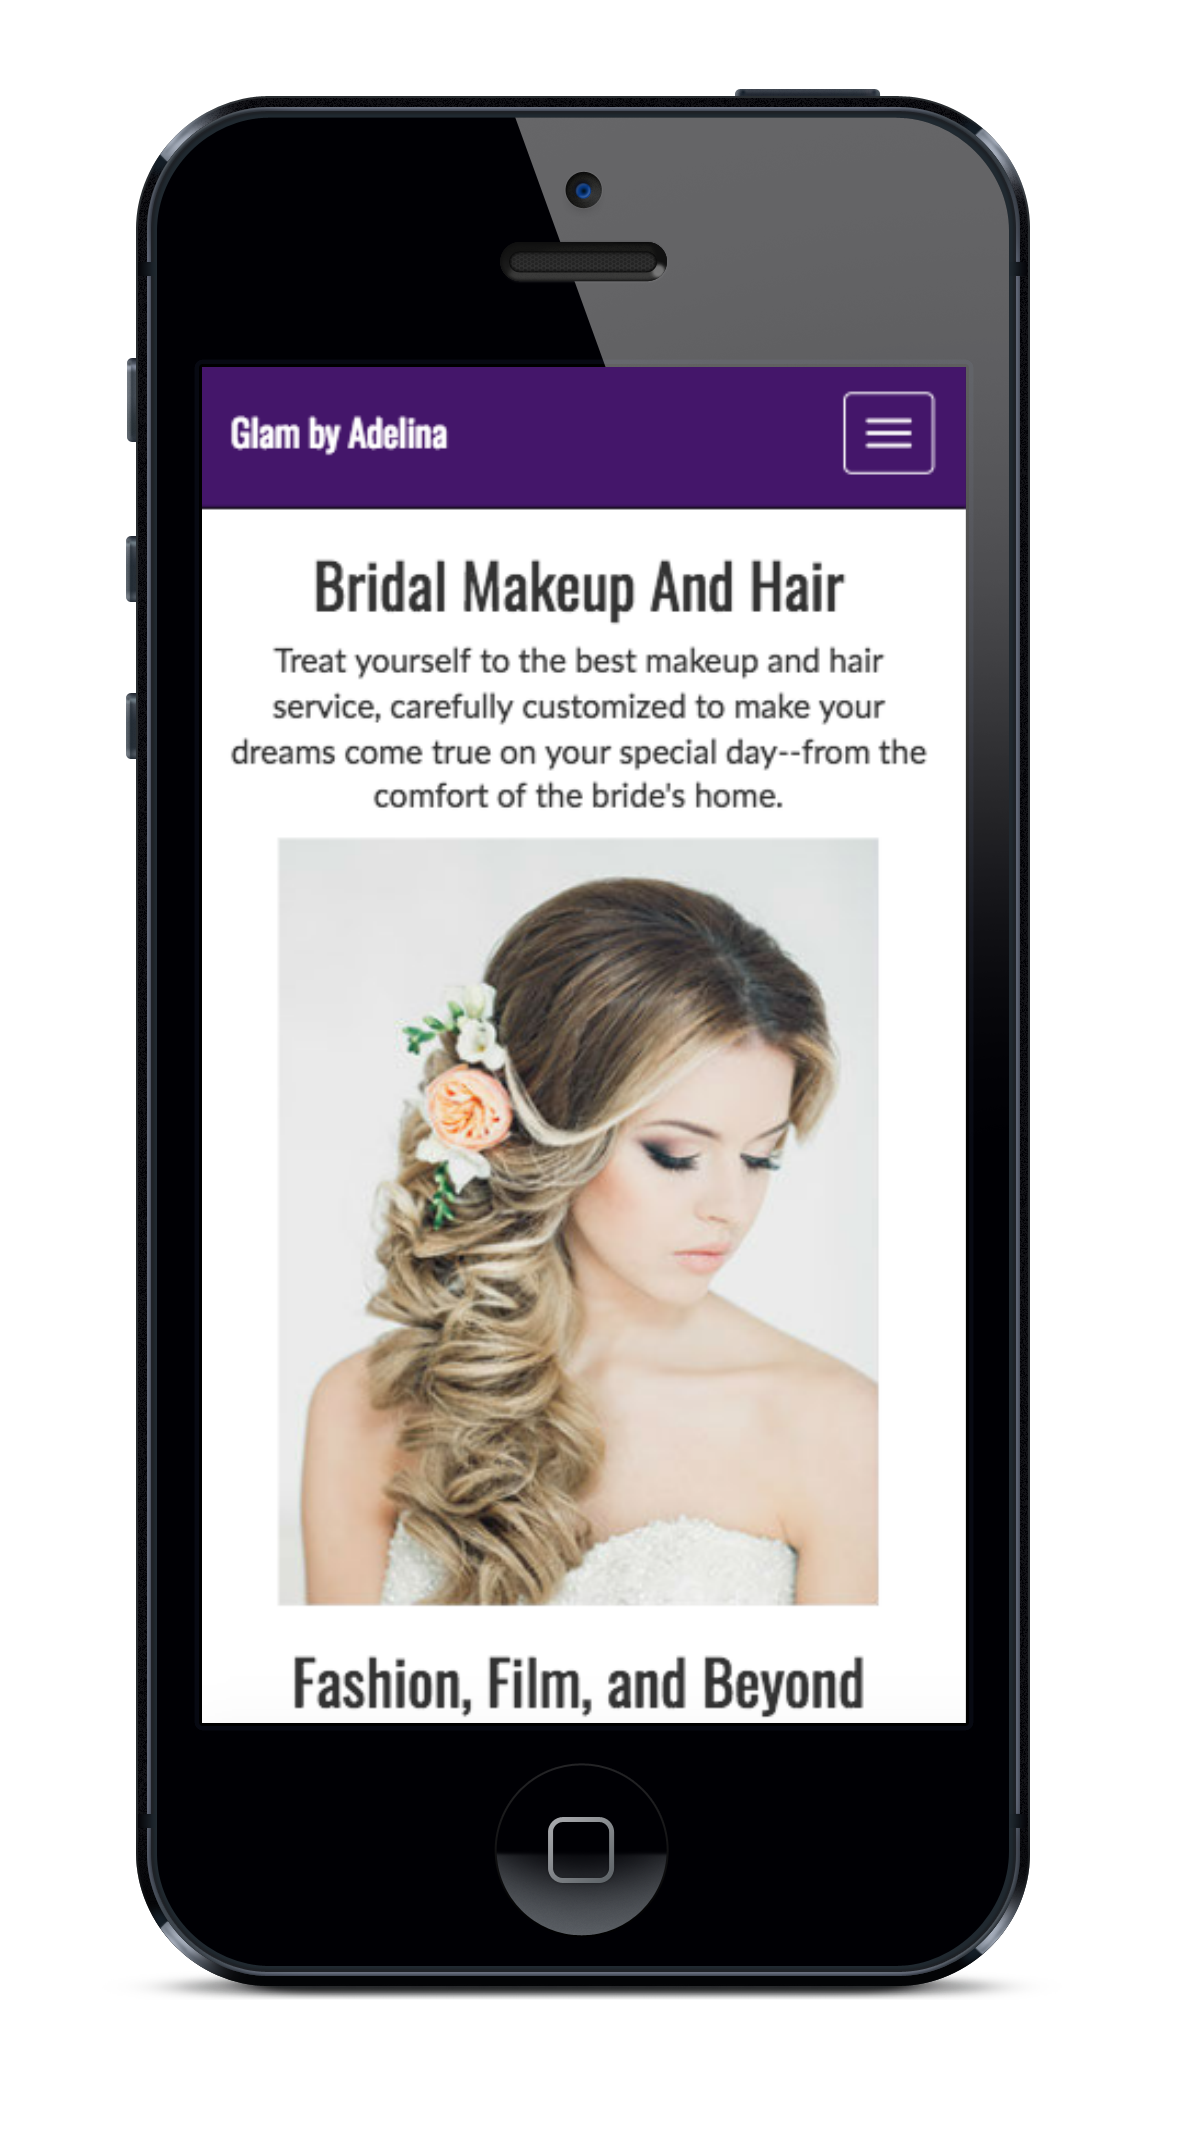 Glam by Adelina
Bridal Makeup And Hair
Treat yourself to the best makeup and hair
service, carefully customized to make your
dreams come true on your special day--from the
comfort of the bride's home.
Fashion, Film, and Beyond